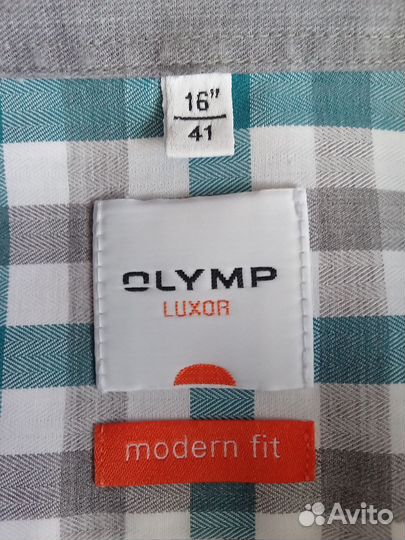 16"
41
OLYMP
LUXOR
modern fit
Avito